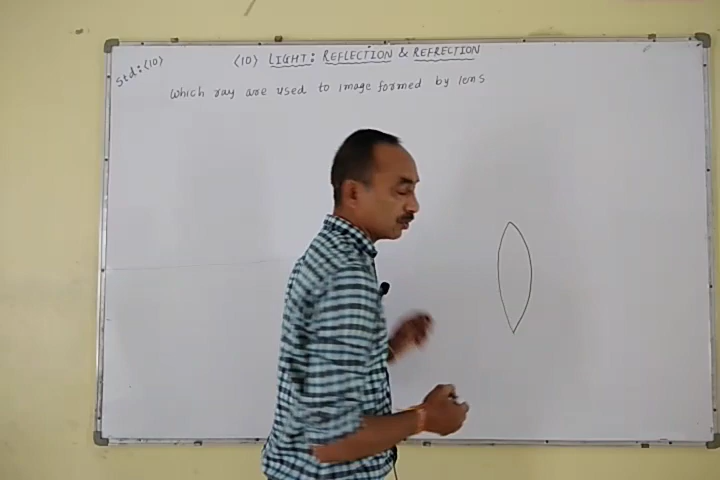 Std: (10)
(10) LIGHT: REFLECTION & REFRECTION
Which ray are used to image formed by lens